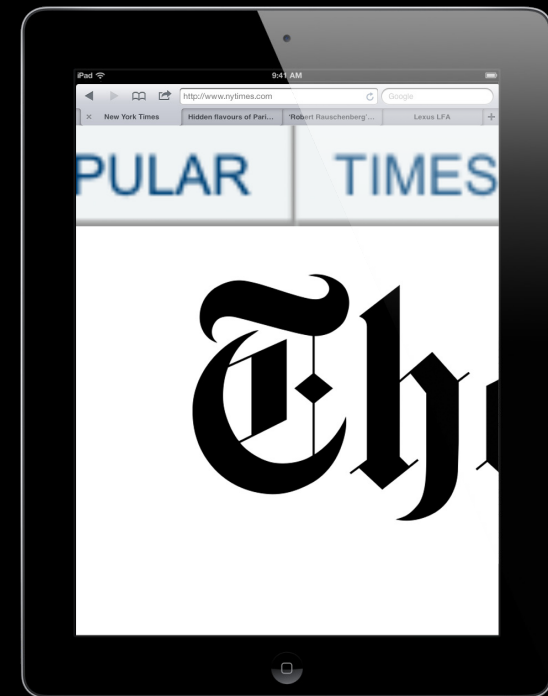 iPad 9:41 AM
http://www.nytimes.com Google
New York Times Hidden flavours of Pari... 'Robert Rauschenberg'... Lexus LFA
PULAR TIMES
The